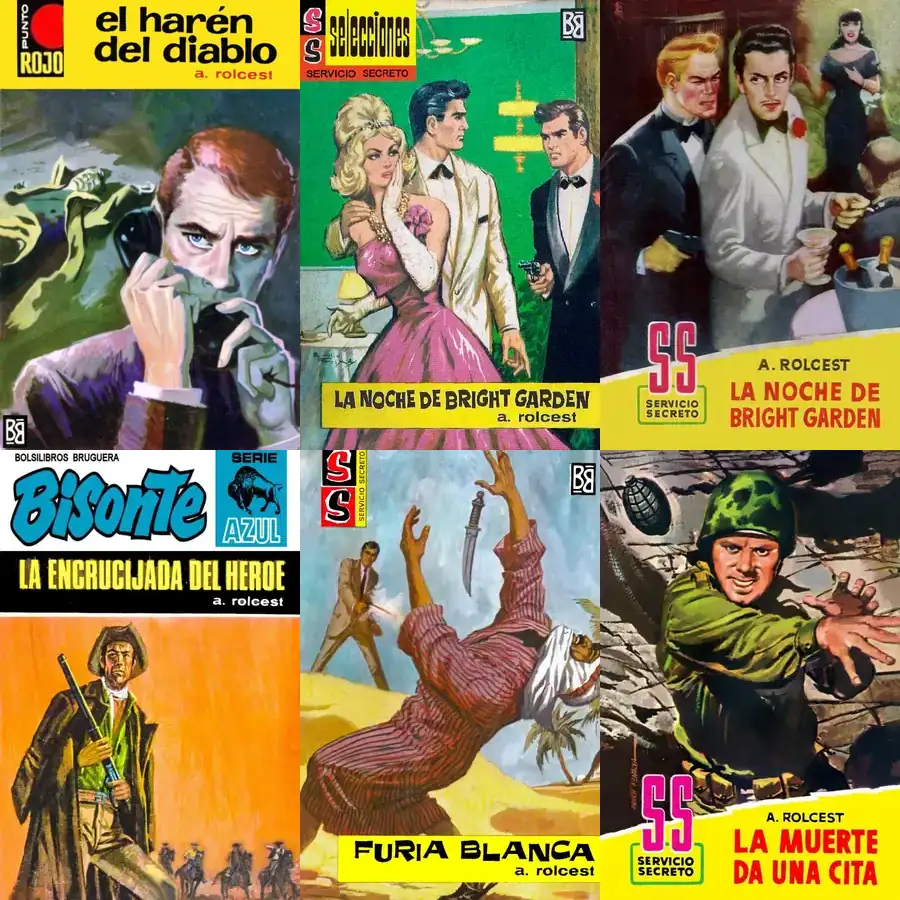 PUNTO
ROJO
el harén
del diablo
a. rolcest
BB
SS
selecciones
SERVICIO SECRETO
BB
LA NOCHE DE BRIGHT GARDEN
a. rolcest
SS
SERVICIO
SECRETO
A. ROLCEST
LA NOCHE DE
BRIGHT GARDEN
BOLSILIBROS BRUGUERA
Bisonte
SERIE
AZUL
LA ENCRUCIJADA DEL HEROE
a. rolcest
SS
SERVICIO SECRETO
BB
FURIA BLANCA
a. rolcest
SS
SERVICIO
SECRETO
A. ROLCEST
LA MUERTE
DA UNA CITA